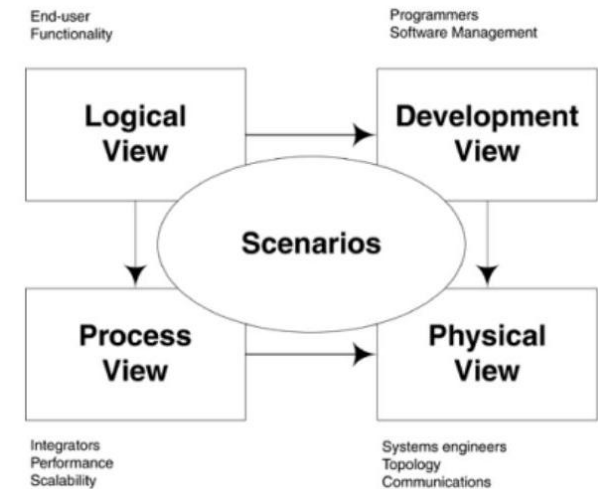 End-user
Functionality
Programmers
Software Management
Logical
View
Development
View
Scenarios
Process
View
Physical
View
Integrators
Performance
Scalability
Systems engineers
Topology
Communications